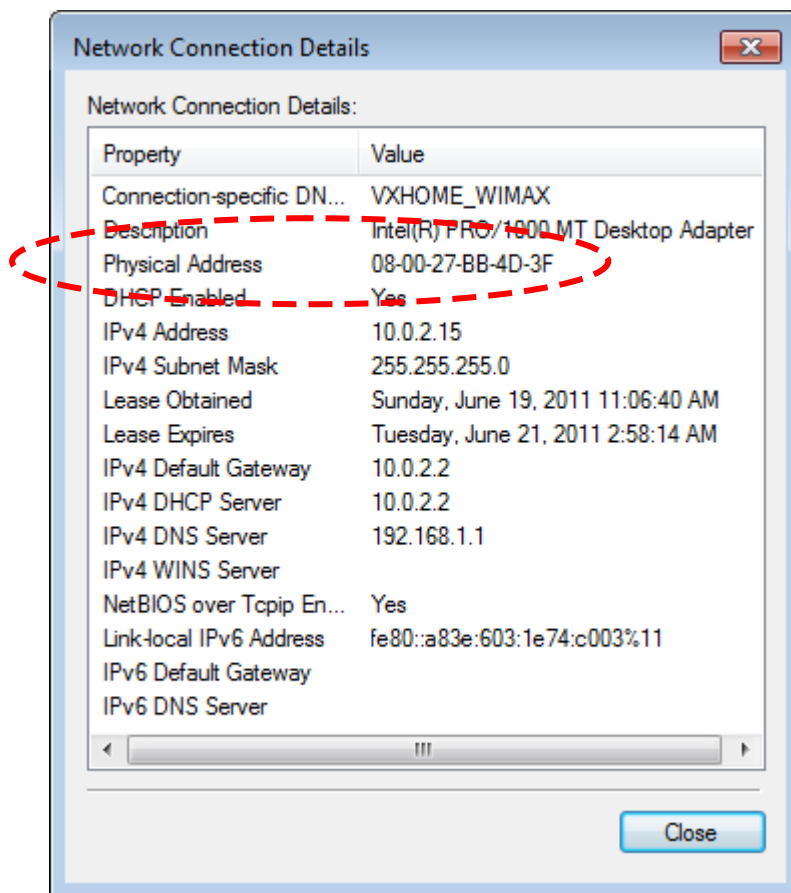 Network Connection Details
Network Connection Details:
Property Value
Connection-specific DN... VXHOME_WIMAX
Description Intel(R) PRO/1000 MT Desktop Adapter
Physical Address 08-00-27-BB-4D-3F
DHCP Enabled Yes
IPv4 Address 10.0.2.15
IPv4 Subnet Mask 255.255.255.0
Lease Obtained Sunday, June 19, 2011 11:06:40 AM
Lease Expires Tuesday, June 21, 2011 2:58:14 AM
IPv4 Default Gateway 10.0.2.2
IPv4 DHCP Server 10.0.2.2
IPv4 DNS Server 192.168.1.1
IPv4 WINS Server
NetBIOS over Tcpip En... Yes
Link-local IPv6 Address fe80::a83e:603:1e74:c003%11
IPv6 Default Gateway
IPv6 DNS Server
Close